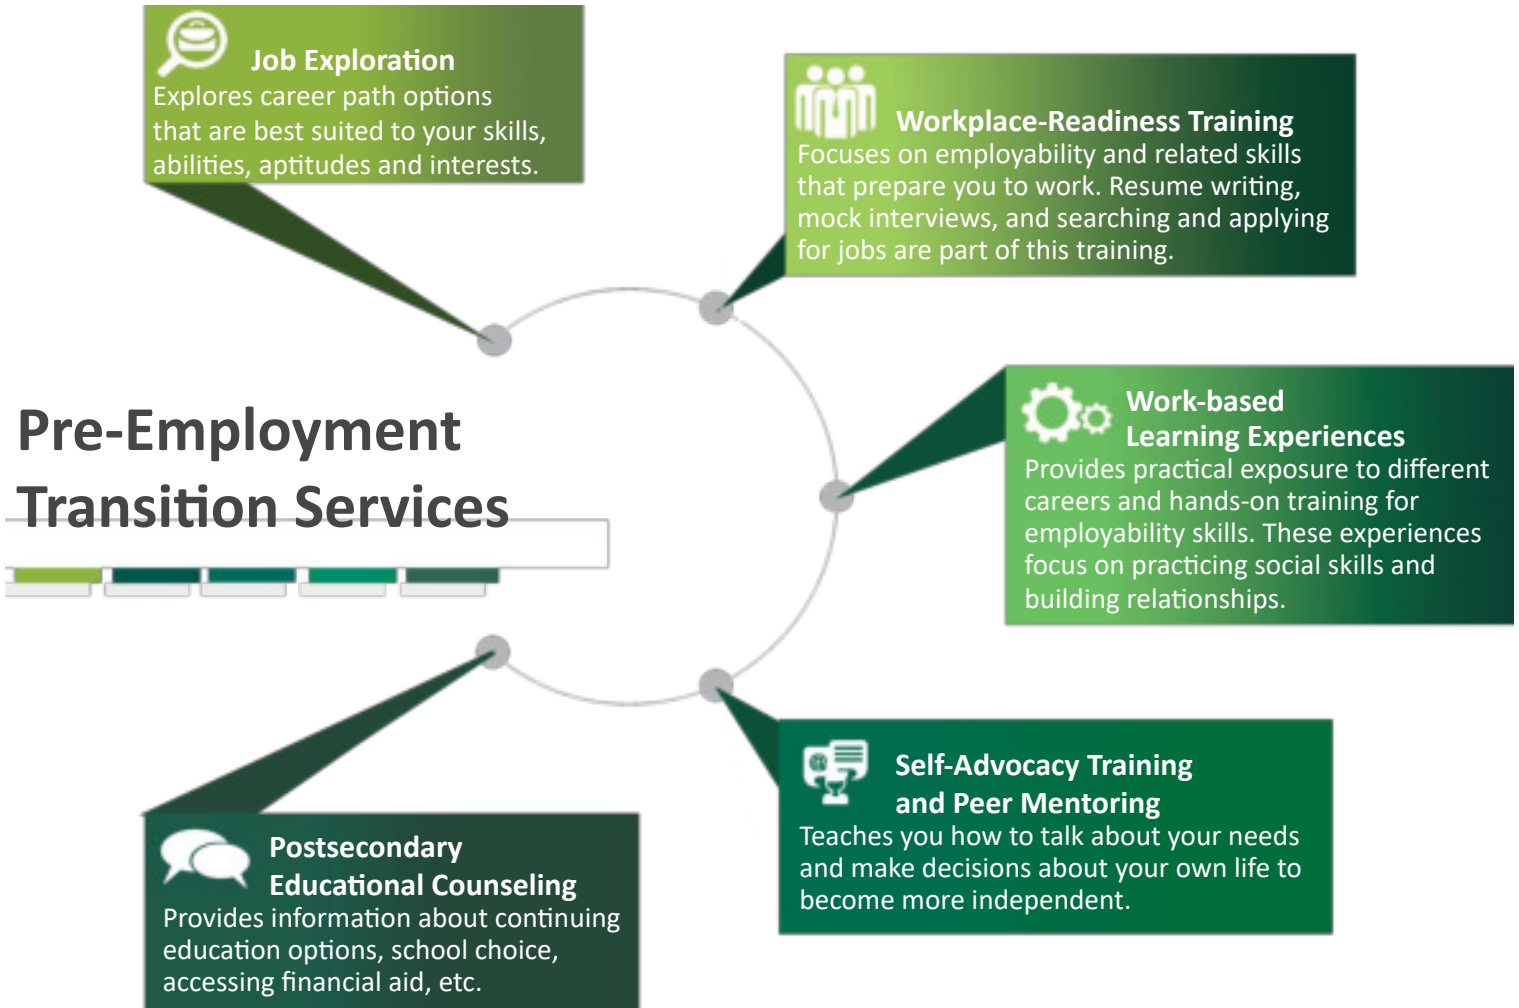 Job Exploration
Explores career path options
that are best suited to your skills,
abilities, aptitudes and interests.
Workplace-Readiness Training
Focuses on employability and related skills
that prepare you to work. Resume writing,
mock interviews, and searching and applying
for jobs are part of this training.
Pre-Employment
Transition Services
Work-based
Learning Experiences
Provides practical exposure to different
careers and hands-on training for
employability skills. These experiences
focus on practicing social skills and
building relationships.
Self-Advocacy Training
and Peer Mentoring
Teaches you how to talk about your needs
and make decisions about your own life to
become more independent.
Postsecondary
Educational Counseling
Provides information about continuing
education options, school choice,
accessing financial aid, etc.